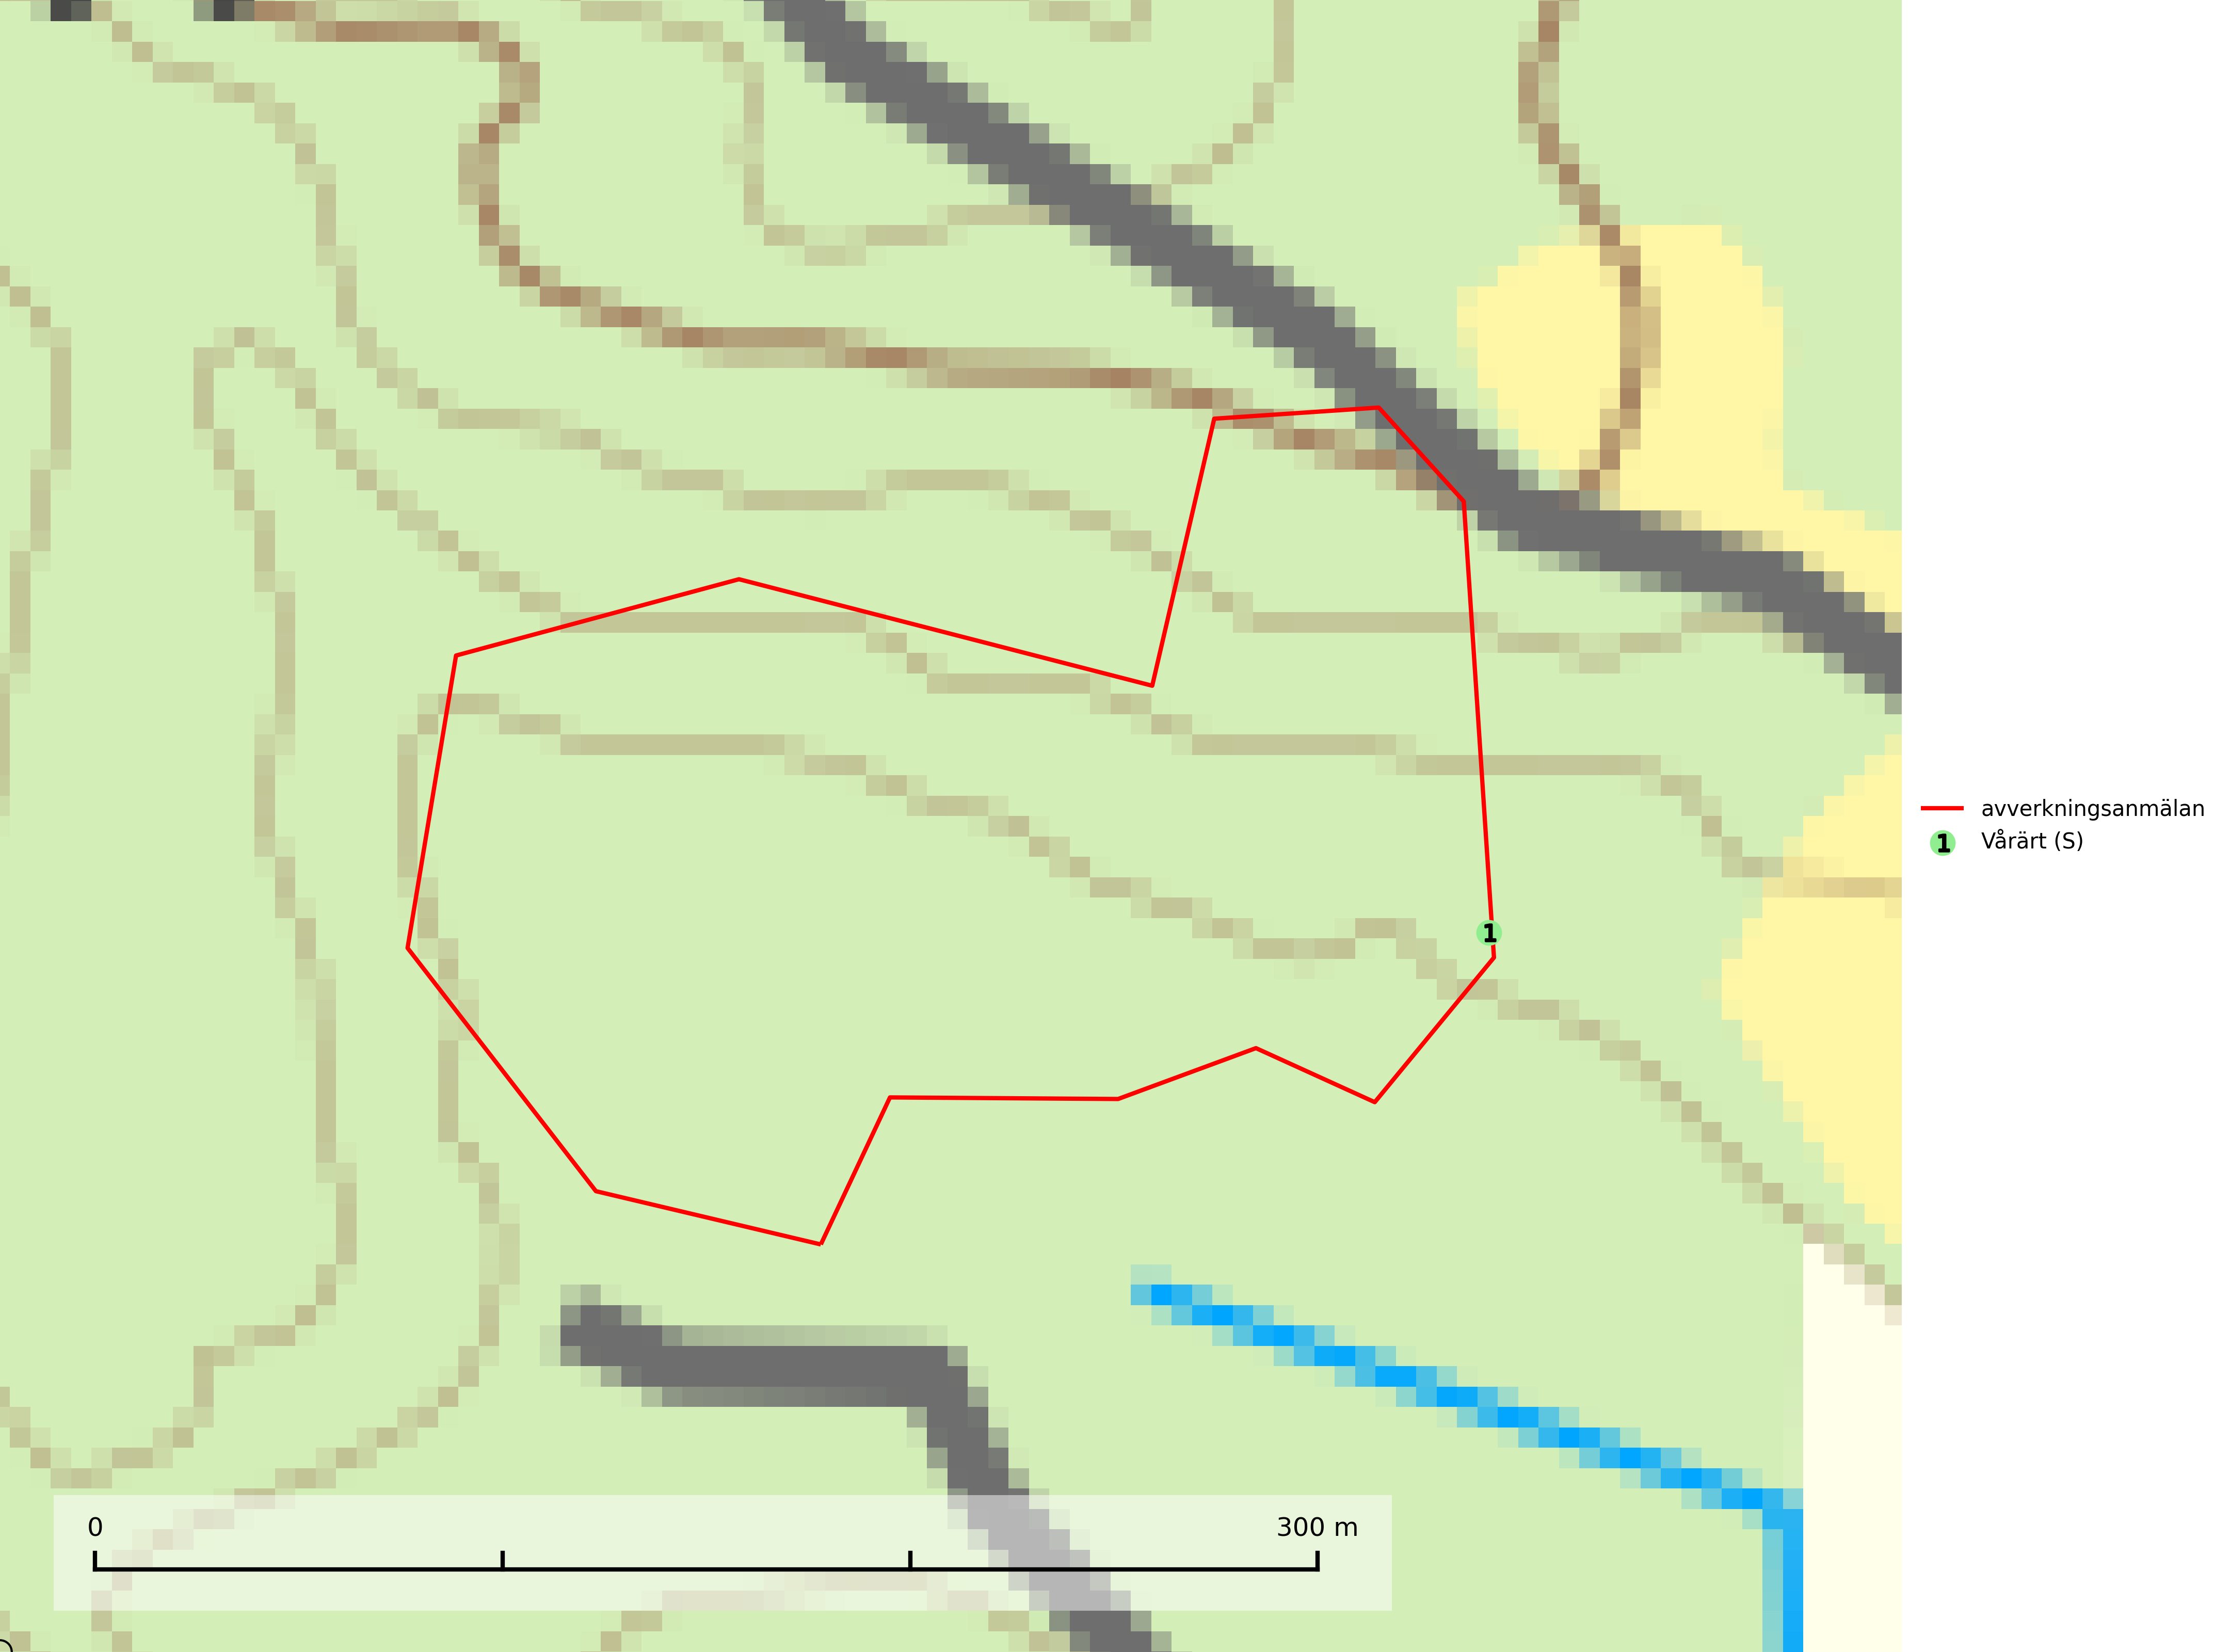 avverkningsanmälan
1 Vårärt (S)
1
0 300 m